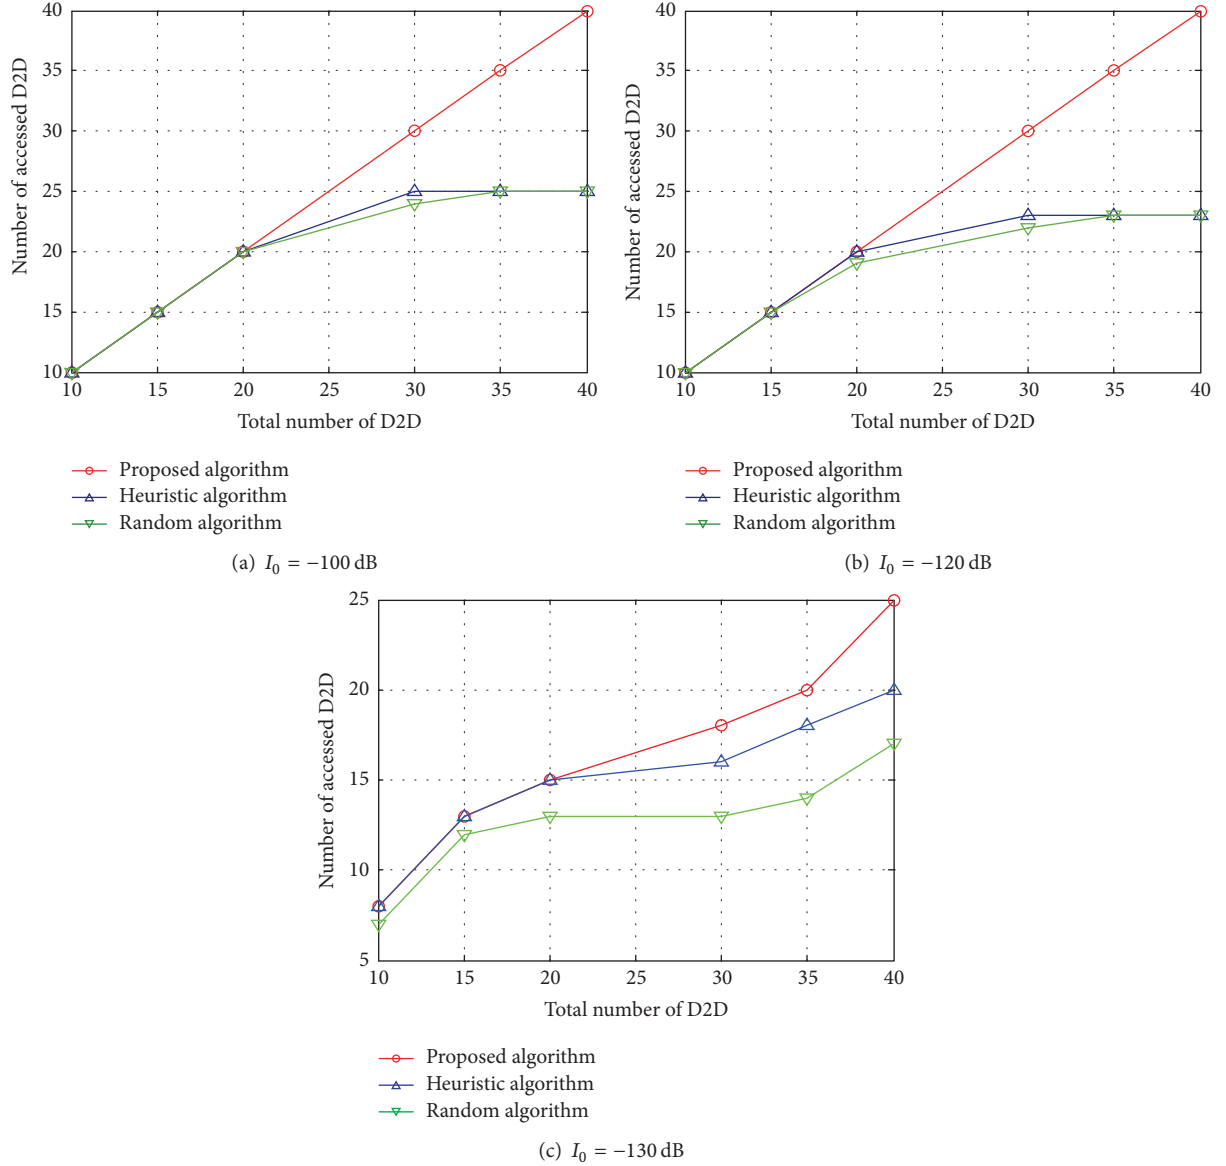 Number of accessed D2D
40
35
30
25
20
15
10
10 15 20 25 30 35 40
Total number of D2D
Proposed algorithm
Heuristic algorithm
Random algorithm
(a) I₀ = −100 dB
Number of accessed D2D
40
35
30
25
20
15
10
10 15 20 25 30 35 40
Total number of D2D
Proposed algorithm
Heuristic algorithm
Random algorithm
(b) I₀ = −120 dB
Number of accessed D2D
25
20
15
10
5
10 15 20 25 30 35 40
Total number of D2D
Proposed algorithm
Heuristic algorithm
Random algorithm
(c) I₀ = −130 dB